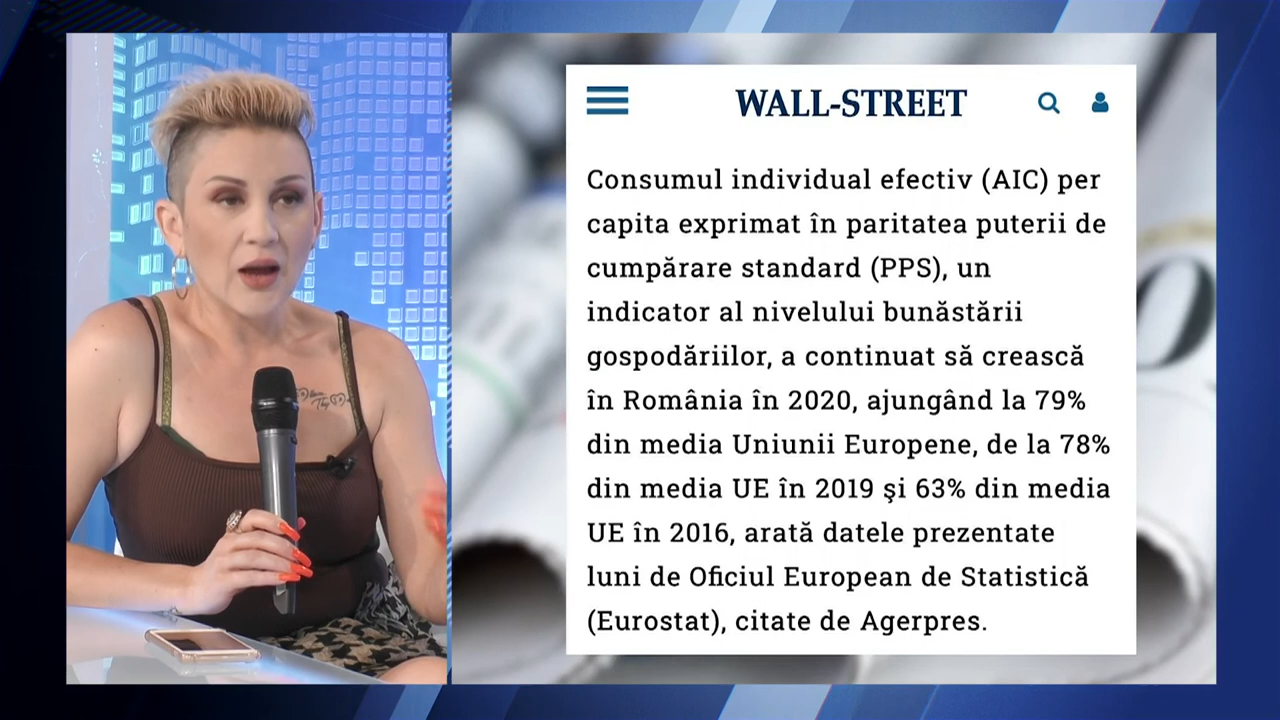 WALL-STREET
Consumul individual efectiv (AIC) per
capita exprimat în paritatea puterii de
cumpărare standard (PPS), un
indicator al nivelului bunăstării
gospodăriilor, a continuat să crească
în România în 2020, ajungând la 79%
din media Uniunii Europene, de la 78%
din media UE în 2019 şi 63% din media
UE în 2016, arată datele prezentate
luni de Oficiul European de Statistică
(Eurostat), citate de Agerpres.